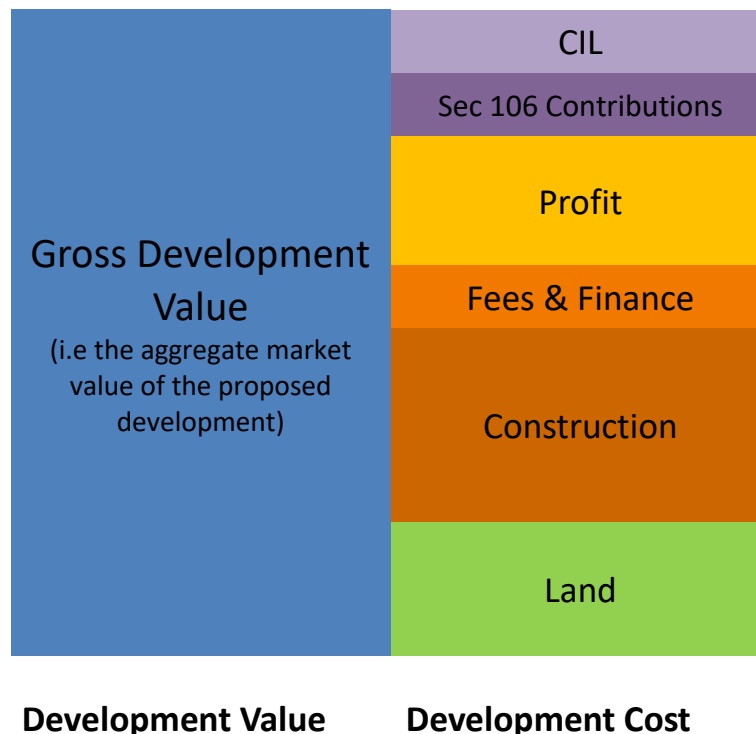 Gross Development
Value
(i.e the aggregate market
value of the proposed
development)
CIL
Sec 106 Contributions
Profit
Fees & Finance
Construction
Land
Development Value
Development Cost